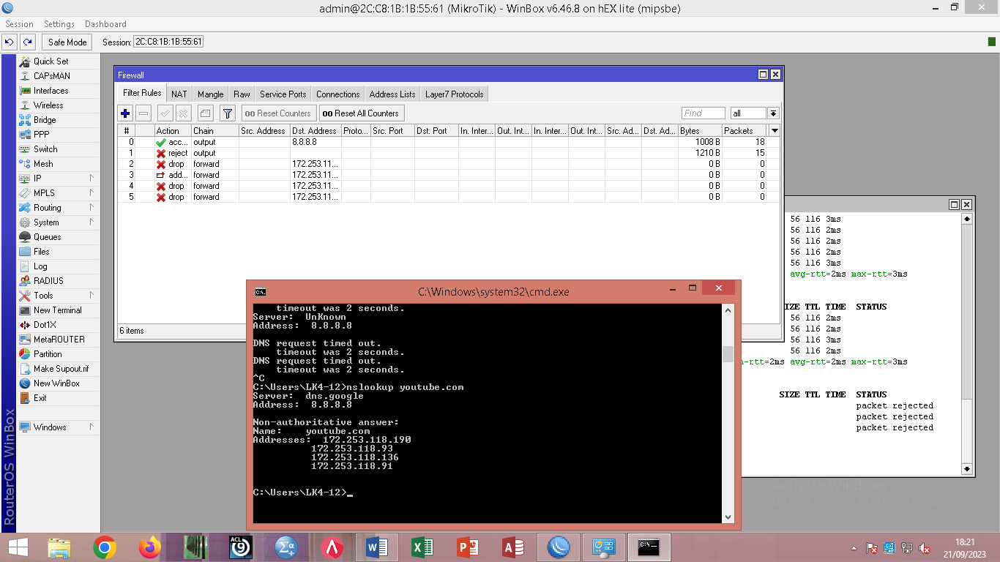 admin@2C:C8:1B:1B:55:61 (MikroTik) - WinBox v6.46.8 on hEX lite (mipsbe)
Session Settings Dashboard
Safe Mode Session: 2C:C8:1B:1B:55:61
Quick Set
CAPsMAN
Interfaces
Wireless
Bridge
PPP
Switch
Mesh
IP
MPLS
Routing
System
Queues
Files
Log
RADIUS
Tools
New Terminal
Dot1X
MetaROUTER
Partition
Make Supout.rif
New WinBox
Exit
Windows
RouterOS WinBox
Firewall
Filter Rules NAT Mangle Raw Service Ports Connections Address Lists Layer7 Protocols
00 Reset Counters 00 Reset All Counters Find all
# Action Chain Src. Address Dst. Address Proto... Src. Port Dst. Port In. Inter... Out. Int... In. Inter... Out. Int... Src. Ad... Dst. Ad... Bytes Packets
0 acc... output 8.8.8.8 1008 B 18
1 reject output 1210 B 15
2 drop forward 172.253.11... 0 B 0
3 add... forward 172.253.11... 0 B 0
4 drop forward 172.253.11... 0 B 0
5 drop forward 172.253.11... 0 B 0
6 items
56 116 3ms
56 116 2ms
56 116 2ms
56 116 2ms
56 116 3ms
avg-rtt=2ms max-rtt=3ms
SIZE TTL TIME STATUS
56 116 2ms
56 116 2ms
56 116 3ms
56 116 2ms
n-rtt=2ms avg-rtt=2ms max-rtt=3ms
SIZE TTL TIME STATUS
packet rejected
packet rejected
packet rejected
C:\Windows\system32\cmd.exe
timeout was 2 seconds.
Server: UnKnown
Address: 8.8.8.8
DNS request timed out.
timeout was 2 seconds.
DNS request timed out.
timeout was 2 seconds.
^C
C:\Users\LK4-12>nslookup youtube.com
Server: dns.google
Address: 8.8.8.8
Non-authoritative answer:
Name: youtube.com
Addresses: 172.253.118.190
172.253.118.93
172.253.118.136
172.253.118.91
C:\Users\LK4-12>_
Activate Windows
Go to PC settings to activate Windows.
ACL
9
18:21
21/09/2023